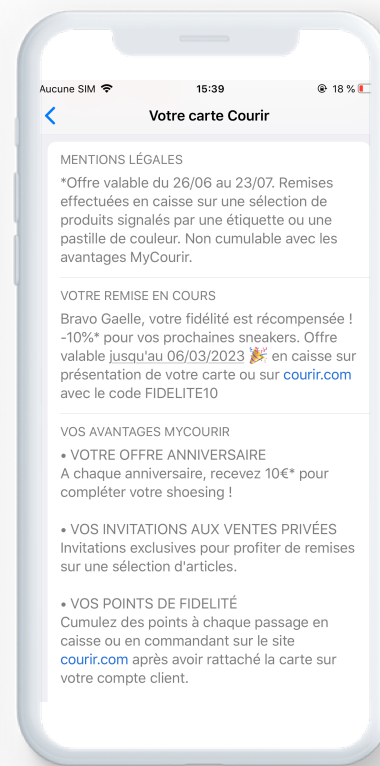 Aucune SIM 15:39 18 %
Votre carte Courir
MENTIONS LÉGALES
*Offre valable du 26/06 au 23/07. Remises
effectuées en caisse sur une sélection de
produits signalés par une étiquette ou une
pastille de couleur. Non cumulable avec les
avantages MyCourir.
VOTRE REMISE EN COURS
Bravo Gaelle, votre fidélité est récompensée !
-10%* pour vos prochaines sneakers. Offre
valable jusqu'au 06/03/2023 🎉 en caisse sur
présentation de votre carte ou sur courir.com
avec le code FIDELITE10
VOS AVANTAGES MYCOURIR
• VOTRE OFFRE ANNIVERSAIRE
A chaque anniversaire, recevez 10€* pour
compléter votre shoesing !
• VOS INVITATIONS AUX VENTES PRIVÉES
Invitations exclusives pour profiter de remises
sur une sélection d'articles.
• VOS POINTS DE FIDELITÉ
Cumulez des points à chaque passage en
caisse ou en commandant sur le site
courir.com après avoir rattaché la carte sur
votre compte client.